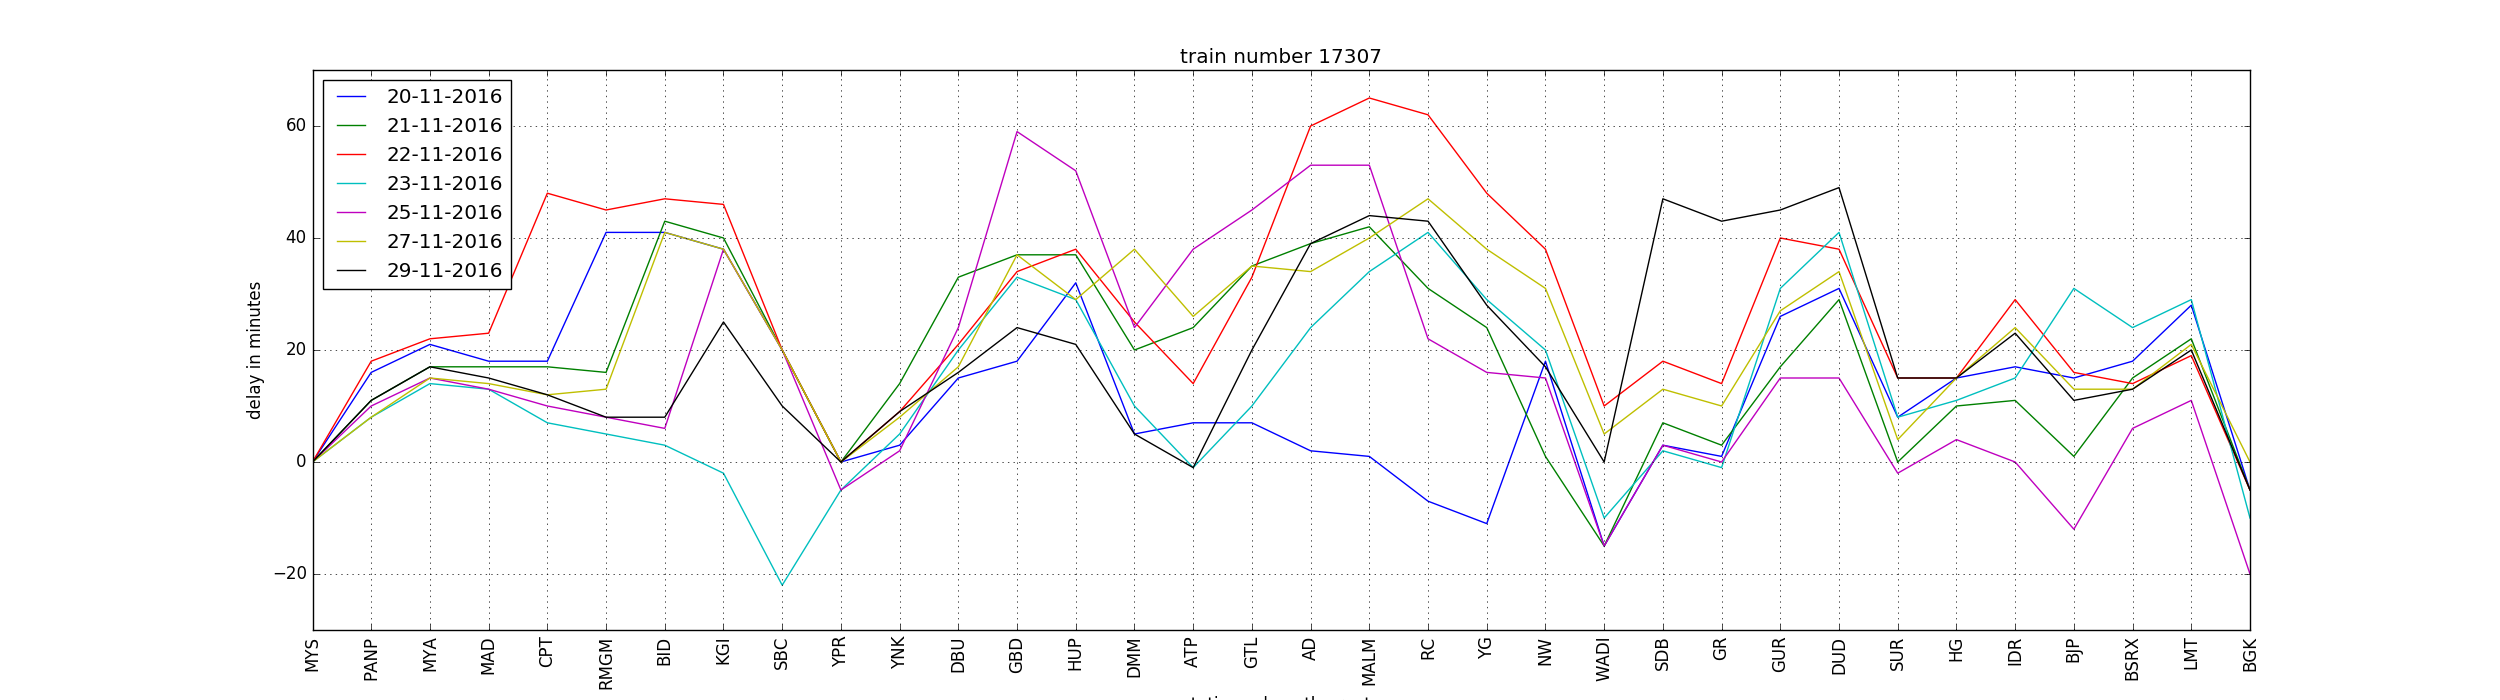 train number 17307
20-11-2016
21-11-2016
22-11-2016
23-11-2016
25-11-2016
27-11-2016
29-11-2016
delay in minutes
60
40
20
0
−20
MYS
PANP
MYA
MAD
CPT
RMGM
BID
KGI
SBC
YPR
YNK
DBU
GBD
HUP
DMM
ATP
GTL
AD
MALM
RC
YG
NW
WADI
SDB
GR
GUR
DUD
SUR
HG
IDR
BJP
BSRX
LMT
BGK